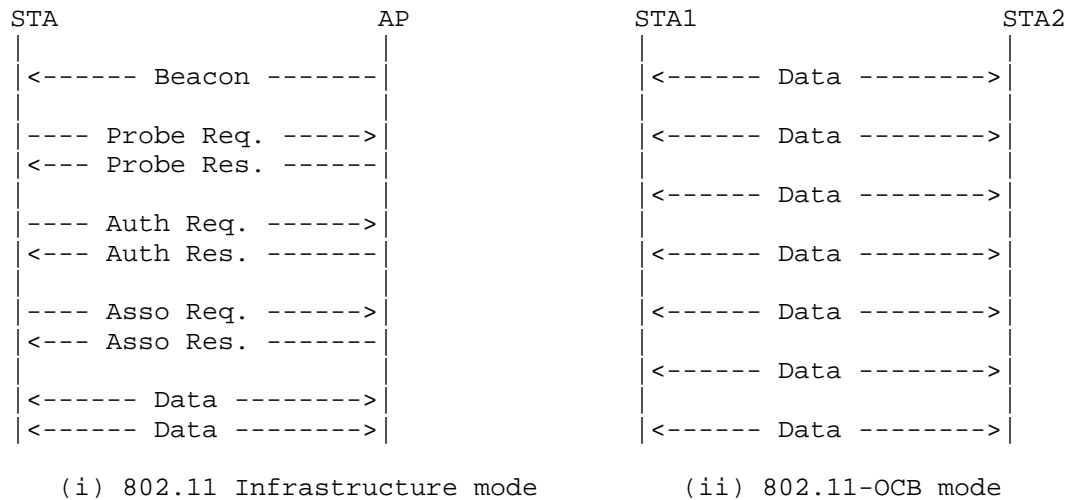 STA                    AP              STA1                   STA2
|                      |               |                      |
|<------ Beacon -------|               |<------ Data -------->|
|                      |               |                      |
|---- Probe Req. ----->|               |<------ Data -------->|
|<--- Probe Res. ------|               |                      |
|                      |               |<------ Data -------->|
|---- Auth Req. ------>|               |                      |
|<--- Auth Res. -------|               |<------ Data -------->|
|                      |               |                      |
|---- Asso Req. ------>|               |<------ Data -------->|
|<--- Asso Res. -------|               |                      |
|                      |               |<------ Data -------->|
|<------ Data -------->|               |                      |
|<------ Data -------->|               |<------ Data -------->|
(i) 802.11 Infrastructure mode         (ii) 802.11-OCB mode